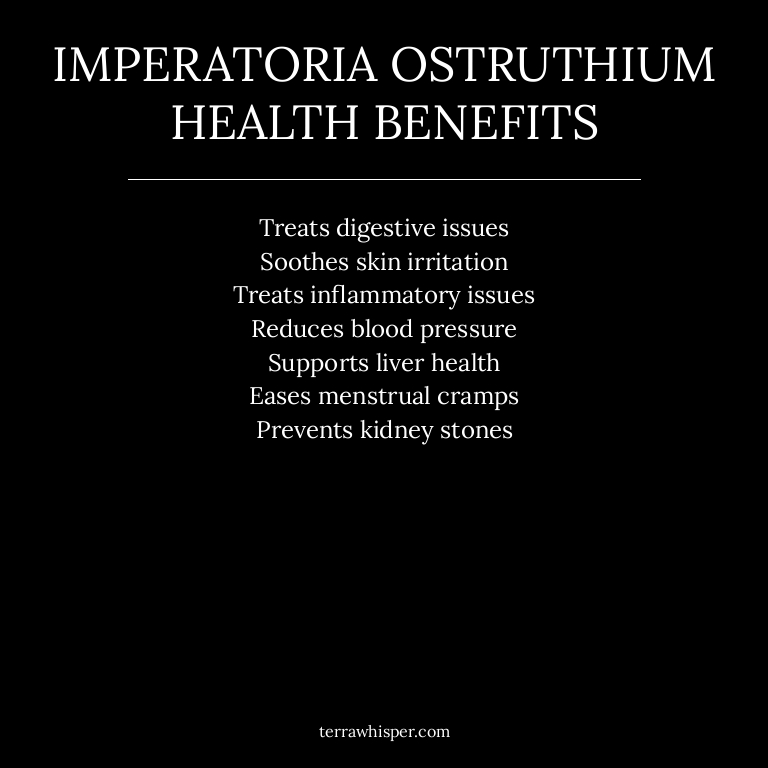 IMPERATORIA OSTRUTHIUM
HEALTH BENEFITS
Treats digestive issues
Soothes skin irritation
Treats inflammatory issues
Reduces blood pressure
Supports liver health
Eases menstrual cramps
Prevents kidney stones
terrawhisper.com